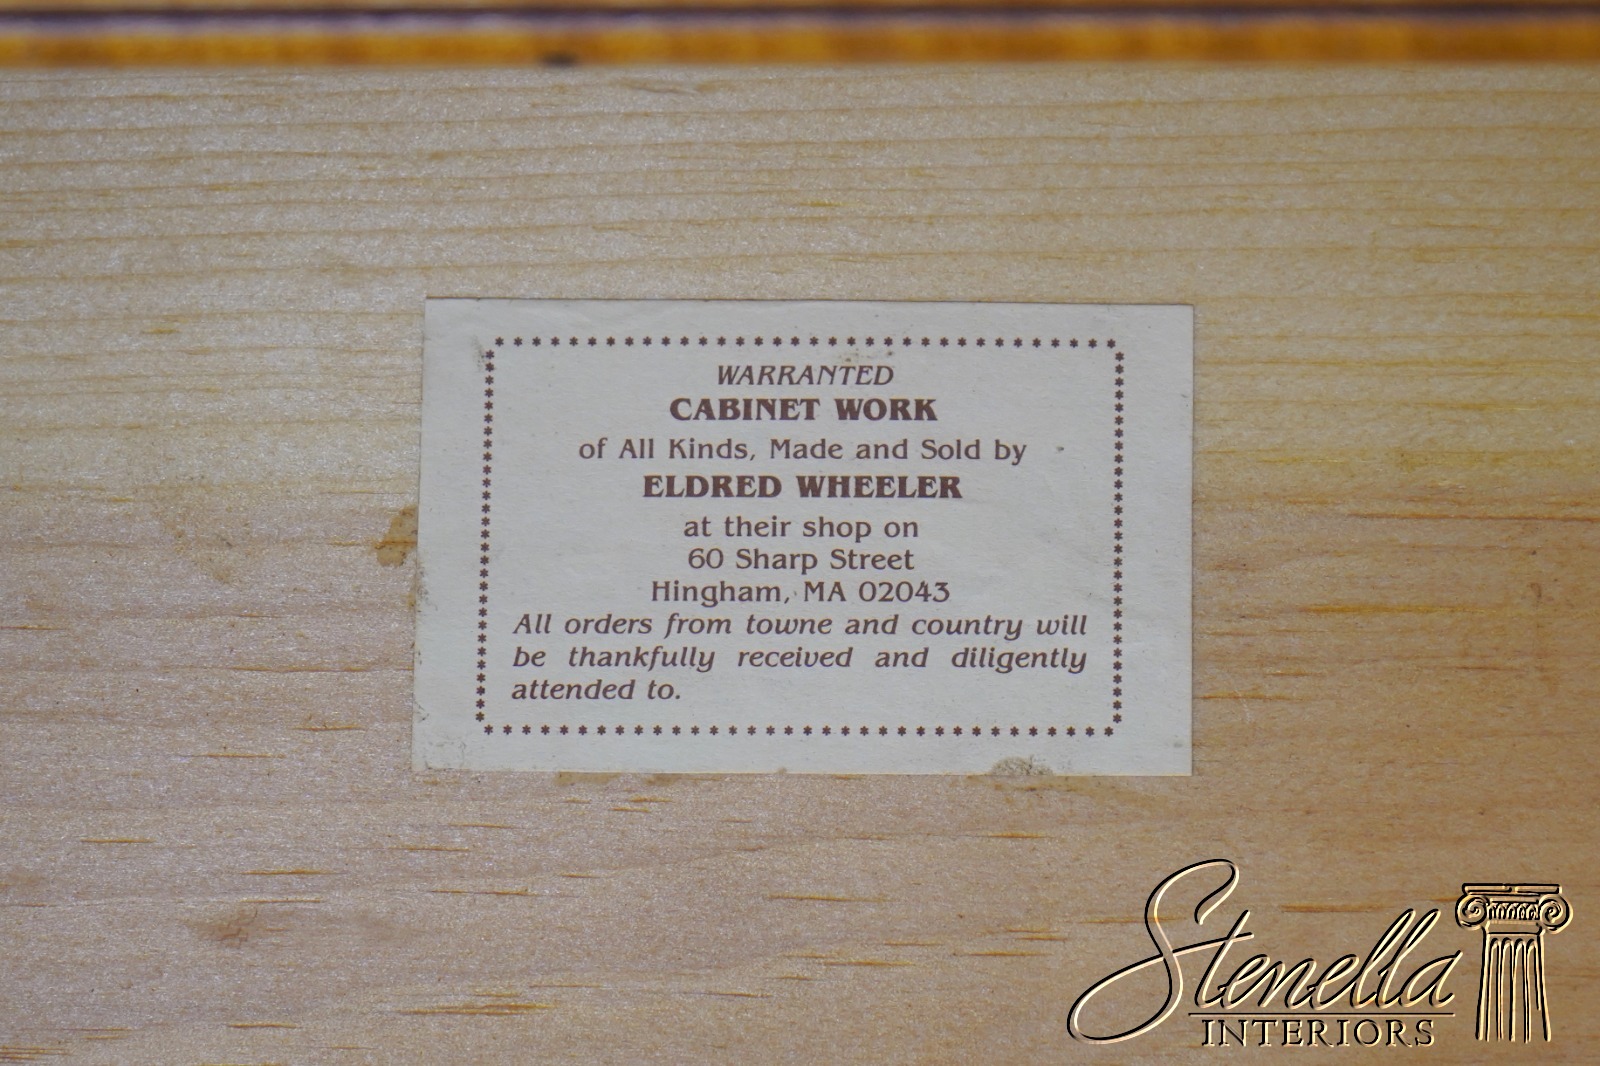 WARRANTED
CABINET WORK
of All Kinds, Made and Sold by
ELDRED WHEELER
at their shop on
60 Sharp Street
Hingham, MA 02043
All orders from towne and country will
be thankfully received and diligently
attended to.
Stenella
INTERIORS